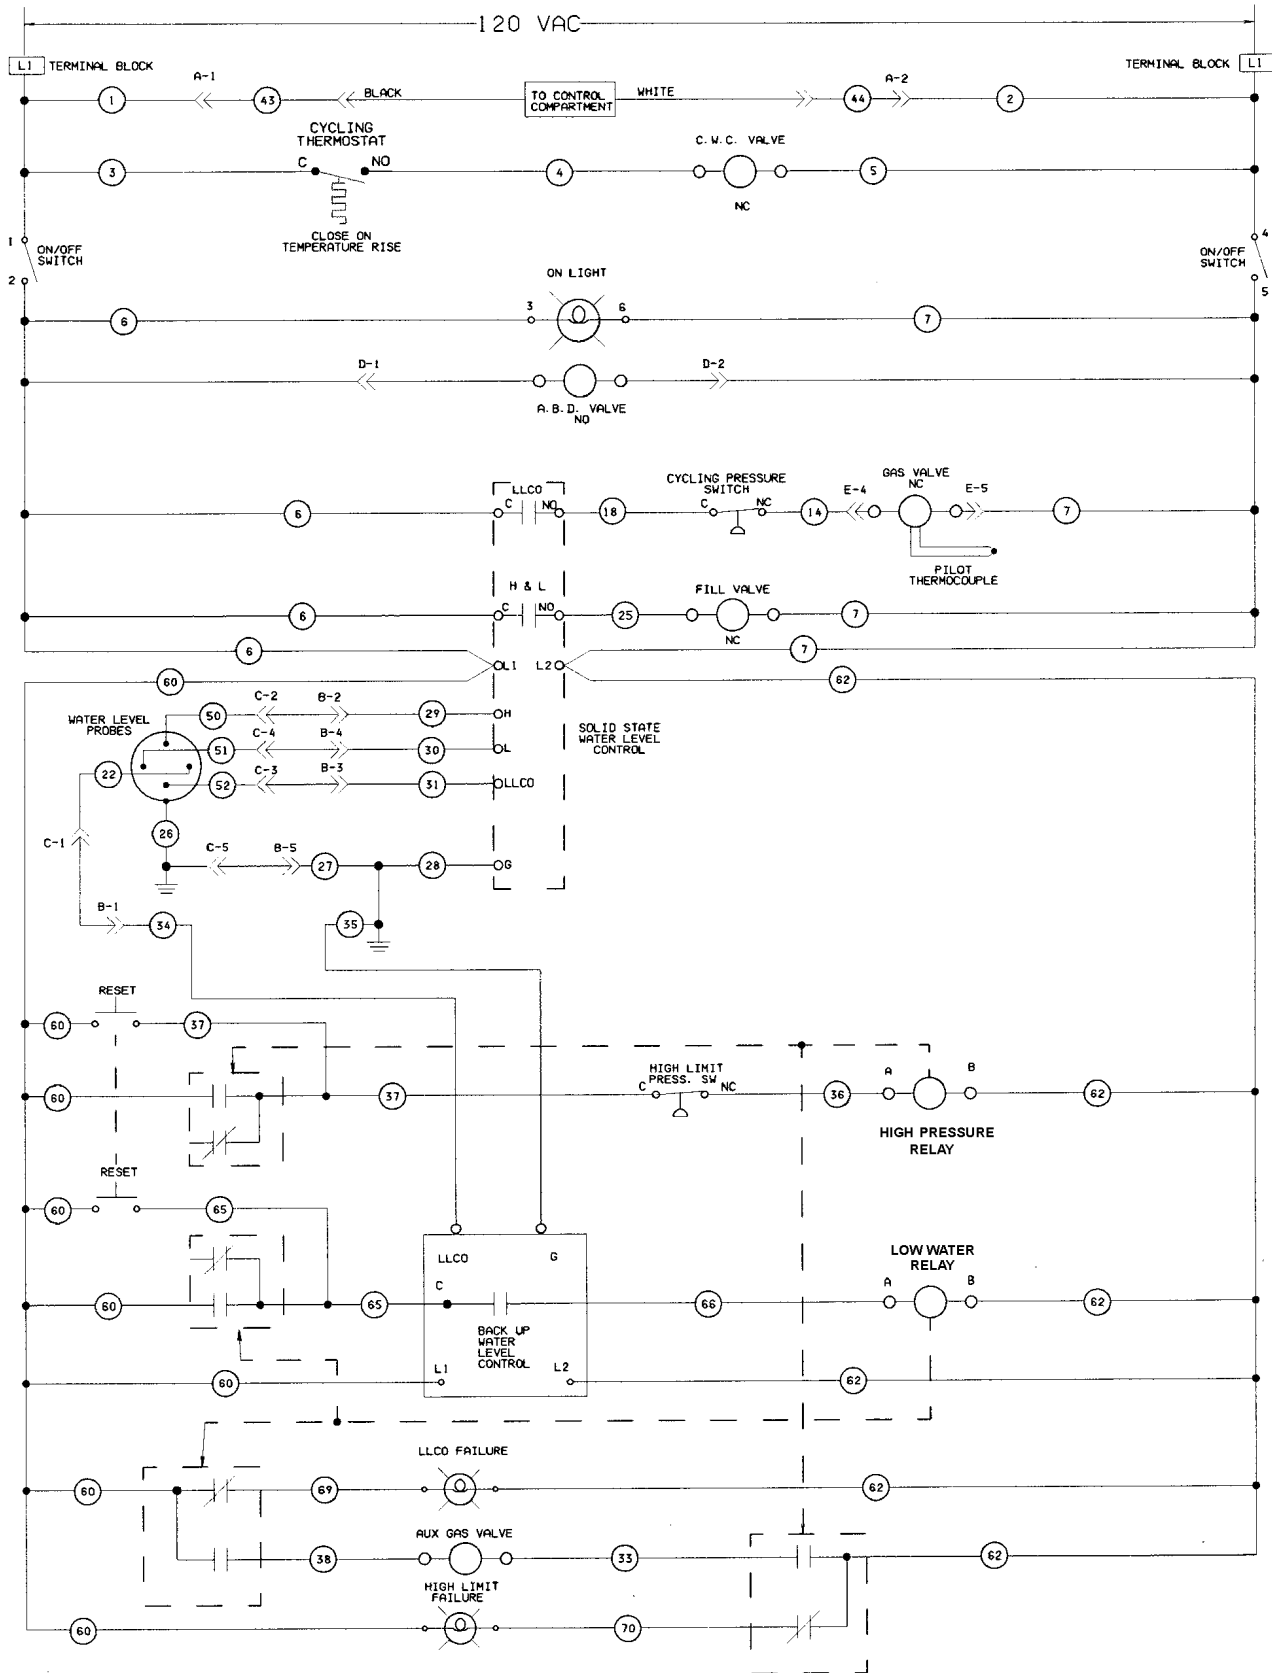 120 VAC
L1 TERMINAL BLOCK
TERMINAL BLOCK L1
A-1
A-2
1
43
BLACK
TO CONTROL
COMPARTMENT
WHITE
44
2
CYCLING
THERMOSTAT
C
NO
C.W.C. VALVE
3
4
5
NC
CLOSE ON
TEMPERATURE RISE
1
ON/OFF
SWITCH
2
4
ON/OFF
SWITCH
5
ON LIGHT
3
6
6
7
D-1
D-2
A.B.D. VALVE
NO
LLCO
CYCLING PRESSURE
SWITCH
GAS VALVE
NC
E-4
E-5
6
C
NO
18
C
NC
14
7
PILOT
THERMOCOUPLE
H & L
FILL VALVE
6
C
NO
25
7
NC
6
L1
L2
7
60
62
WATER LEVEL
PROBES
C-2
B-2
50
29
H
SOLID STATE
WATER LEVEL
CONTROL
C-4
B-4
51
30
L
C-3
B-3
22
52
31
LLCO
C-1
26
C-5
B-5
27
28
G
B-1
34
35
RESET
60
37
HIGH LIMIT
PRESS. SW
C
NC
A
B
60
37
36
62
HIGH PRESSURE
RELAY
RESET
60
65
LLCO
G
LOW WATER
RELAY
C
A
B
60
65
66
62
BACK UP
WATER
LEVEL
CONTROL
L1
L2
60
62
LLCO FAILURE
60
69
62
AUX GAS VALVE
38
33
62
HIGH LIMIT
FAILURE
60
70